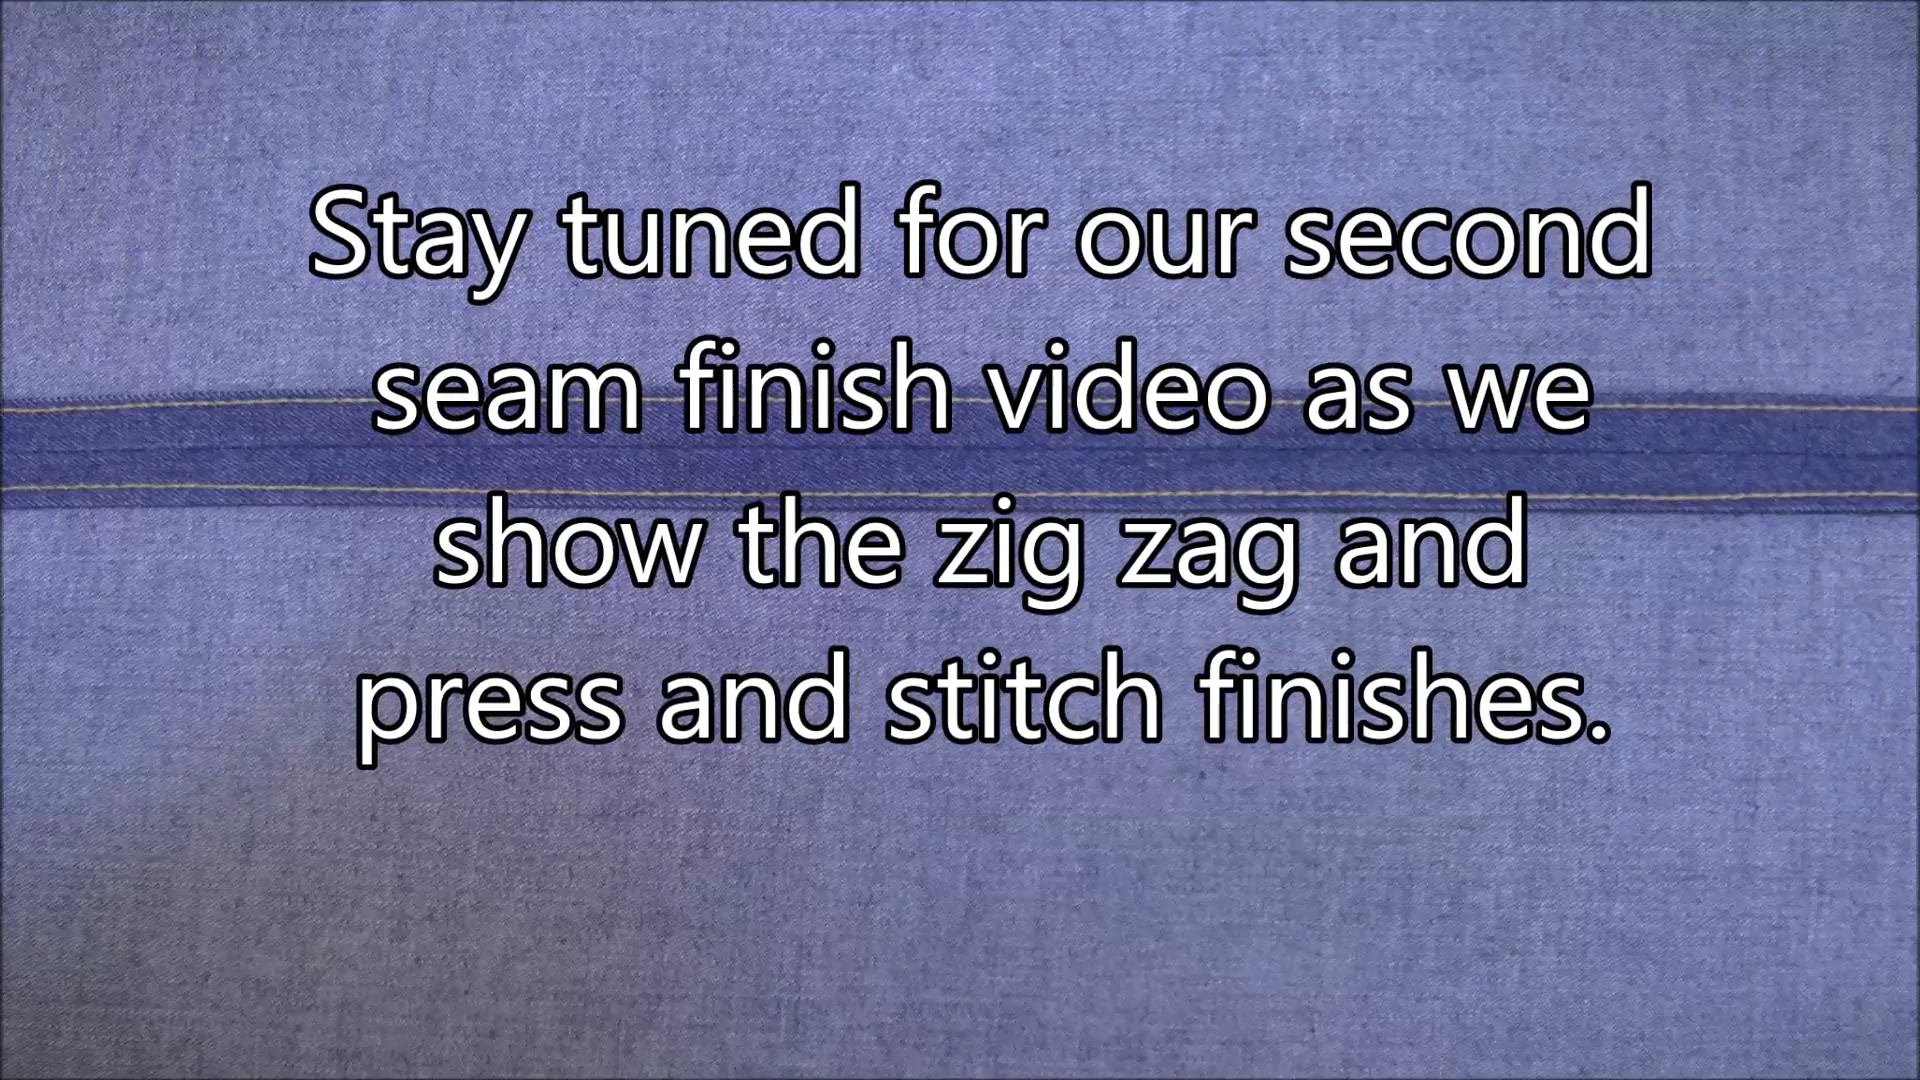 Stay tuned for our second
seam finish video as we
show the zig zag and
press and stitch finishes.